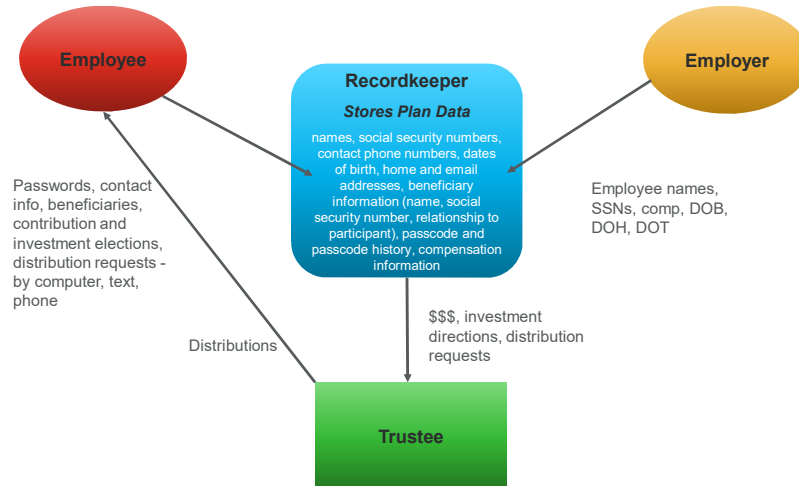 Employee
Employer
Recordkeeper
Stores Plan Data
names, social security numbers,
contact phone numbers, dates
of birth, home and email
addresses, beneficiary
information (name, social
security number, relationship to
participant), passcode and
passcode history, compensation
information
Passwords, contact
info, beneficiaries,
contribution and
investment elections,
distribution requests -
by computer, text,
phone
Employee names,
SSNs, comp, DOB,
DOH, DOT
$$$, investment
directions, distribution
requests
Distributions
Trustee